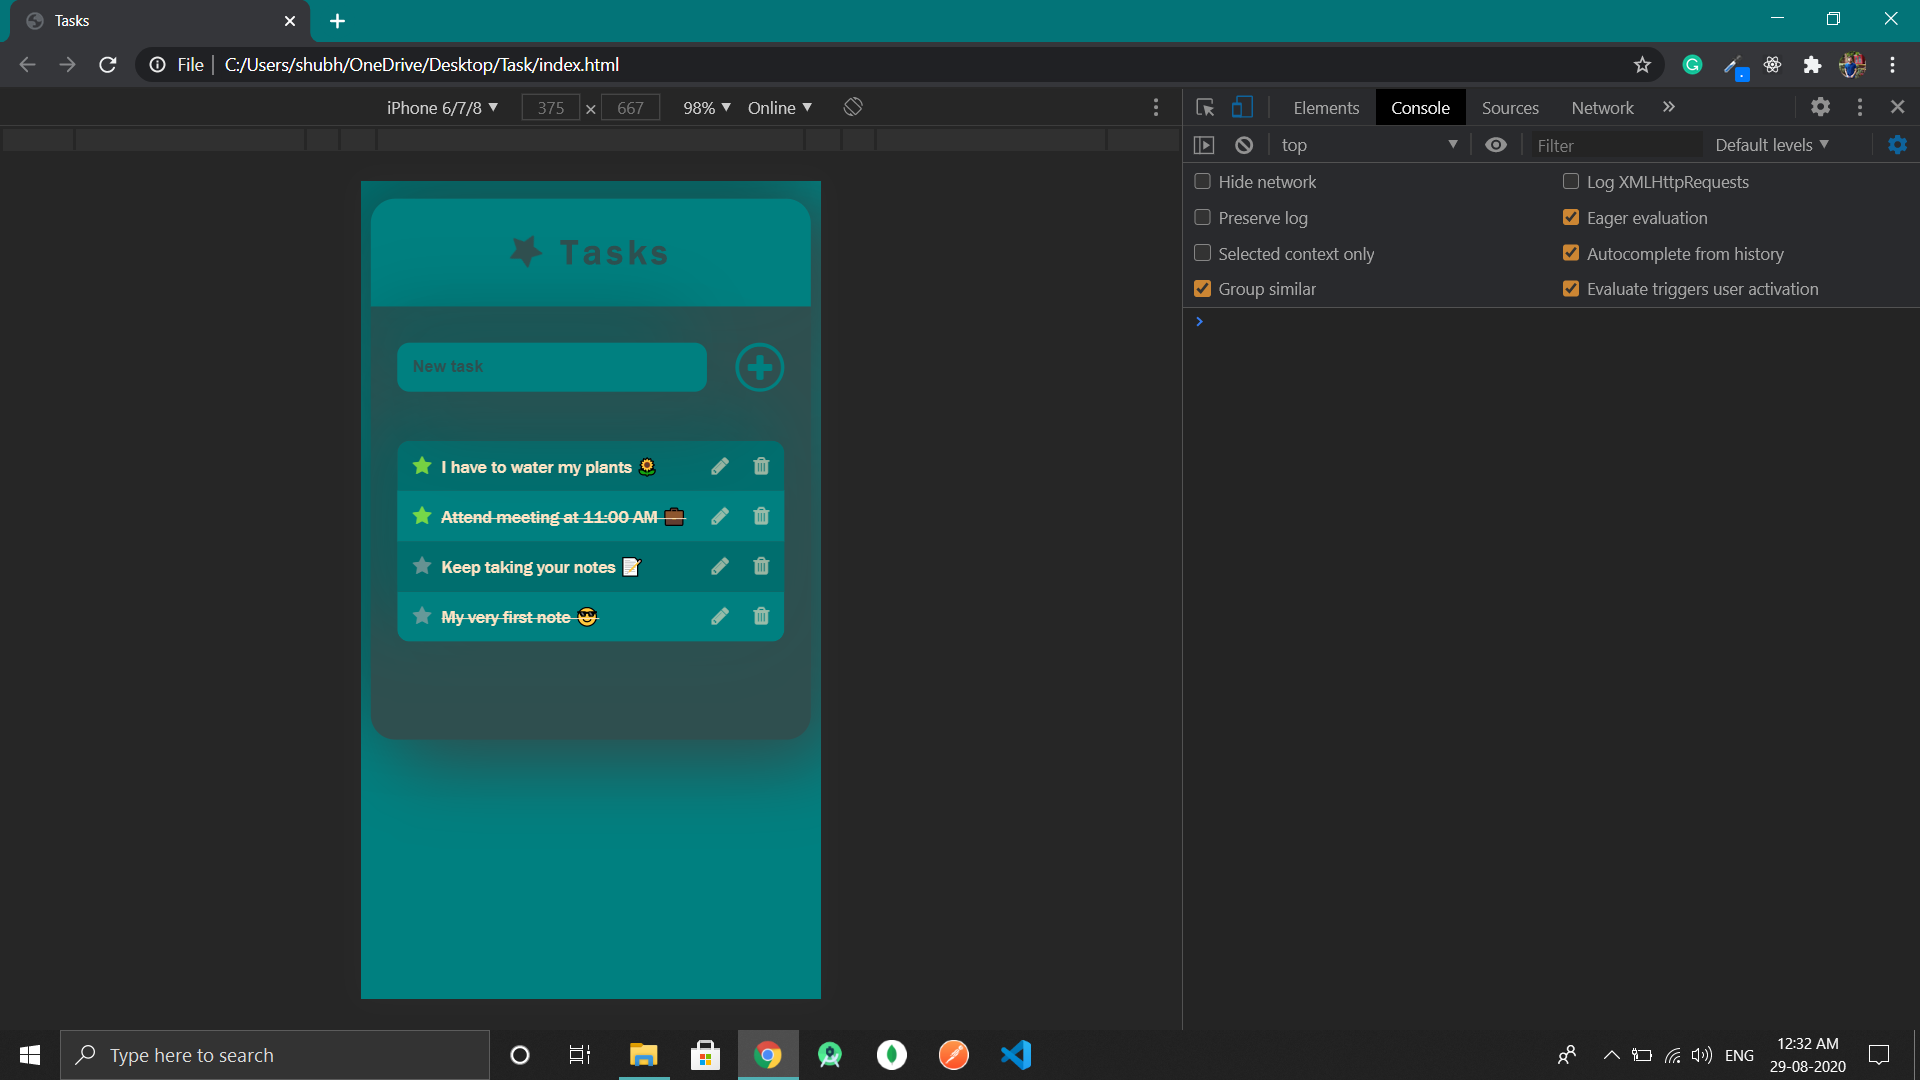 Tasks
File C:/Users/shubh/OneDrive/Desktop/Task/index.html
iPhone 6/7/8 375 × 667 98% Online
Elements Console Sources Network
top Filter Default levels
Hide network Log XMLHttpRequests
Preserve log Eager evaluation
Selected context only Autocomplete from history
Group similar Evaluate triggers user activation
Tasks
New task
I have to water my plants 🌻
Attend meeting at 11:00 AM 💼
Keep taking your notes 📝
My very first note 😎
Type here to search
ENG
12:32 AM
29-08-2020